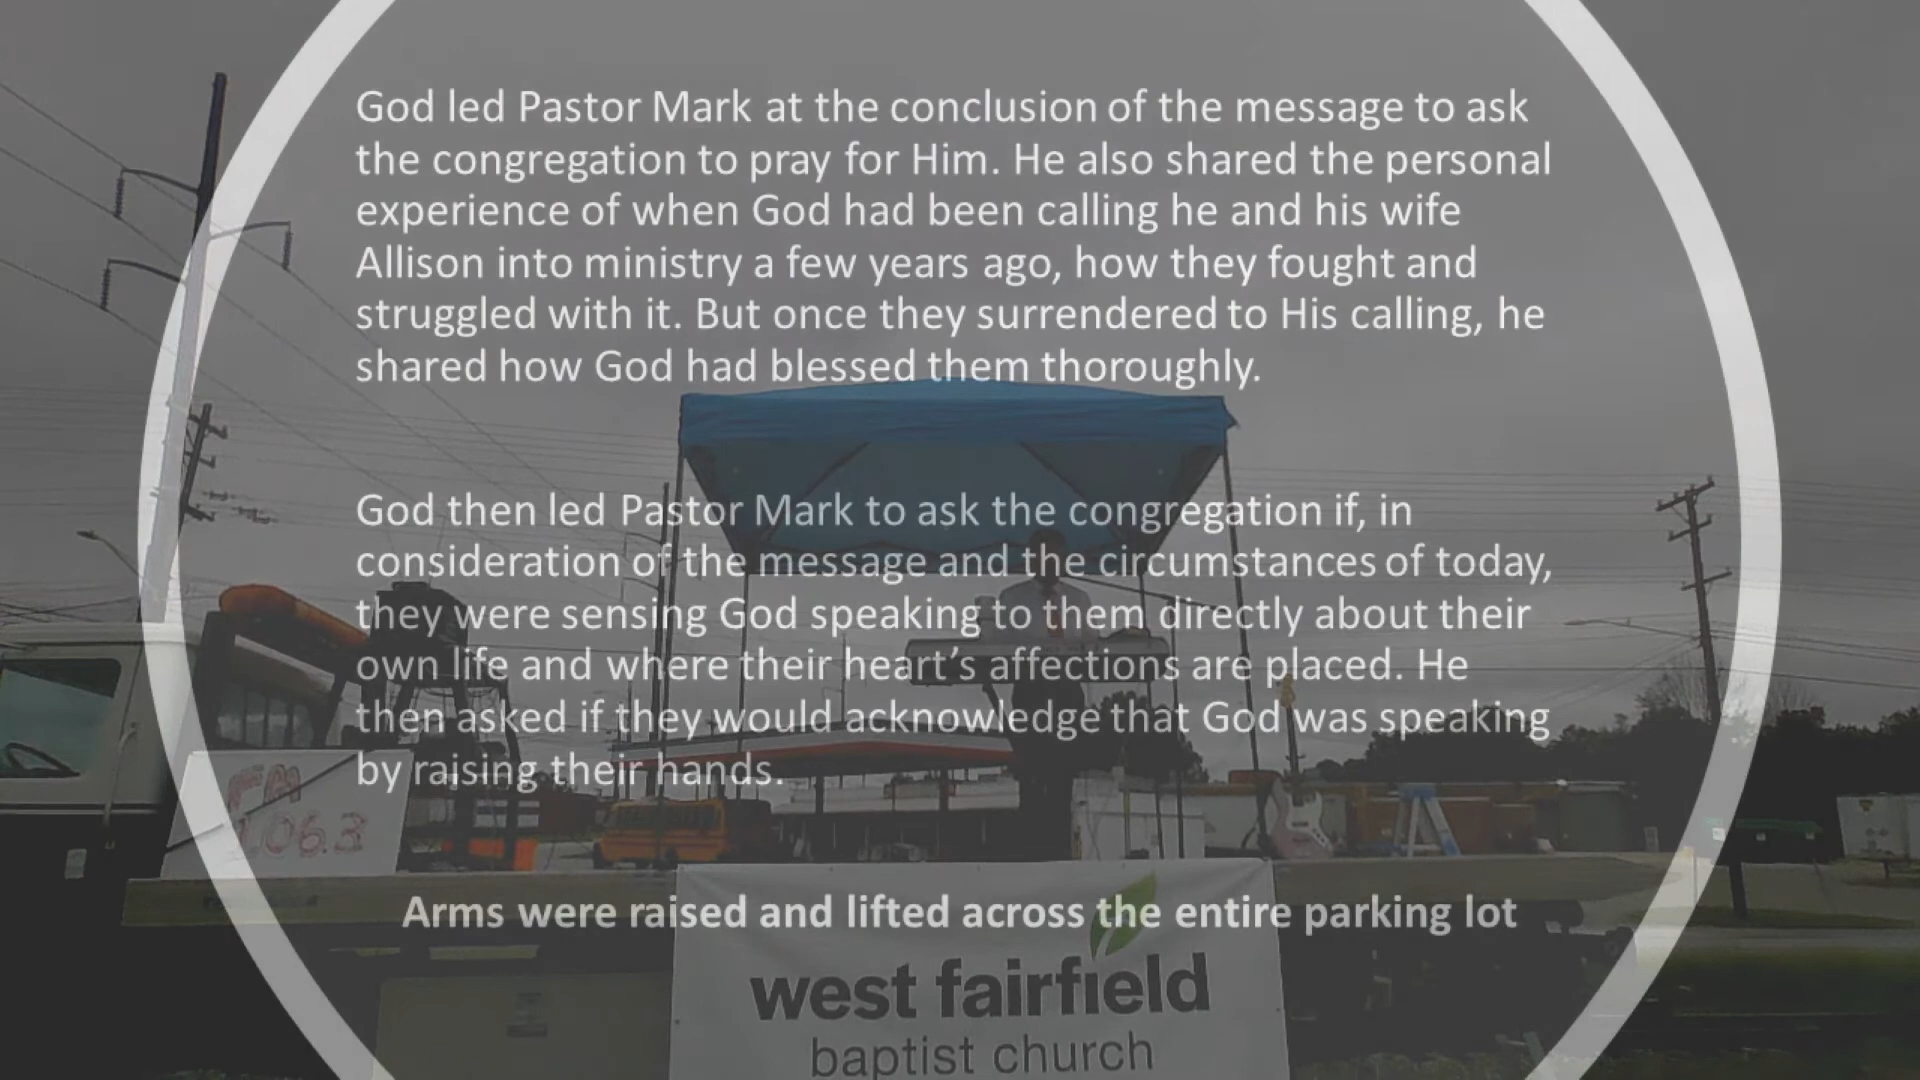 God led Pastor Mark at the conclusion of the message to ask
the congregation to pray for Him. He also shared the personal
experience of when God had been calling he and his wife
Allison into ministry a few years ago, how they fought and
struggled with it. But once they surrendered to His calling, he
shared how God had blessed them thoroughly.
God then led Pastor Mark to ask the congregation if, in
consideration of the message and the circumstances of today,
they were sensing God speaking to them directly about their
own life and where their heart’s affections are placed. He
then asked if they would acknowledge that God was speaking
by raising their hands.
FM
106.3
Arms were raised and lifted across the entire parking lot
west fairfield
baptist church